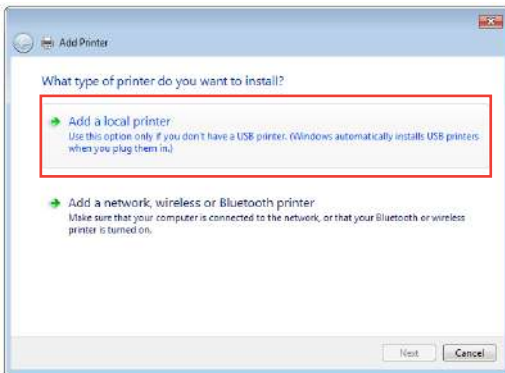 Add Printer
What type of printer do you want to install?
Add a local printer
Use this option only if you don't have a USB printer. (Windows automatically installs USB printers
when you plug them in.)
Add a network, wireless or Bluetooth printer
Make sure that your computer is connected to the network, or that your Bluetooth or wireless
printer is turned on.
Next
Cancel